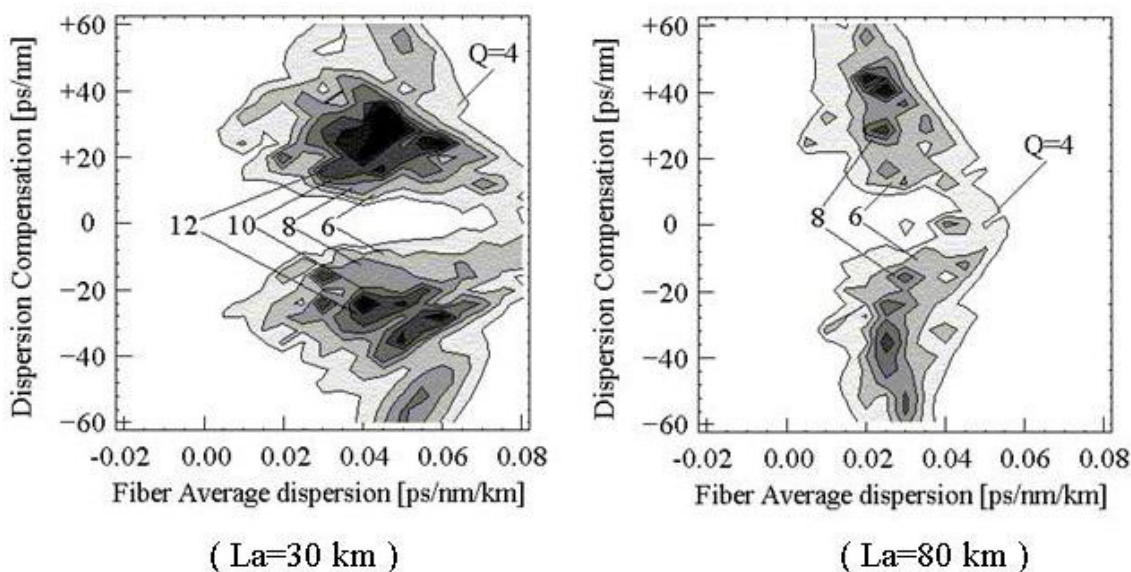 +60
+40
+20
0
−20
−40
−60
Dispersion Compensation [ps/nm]
Q=4
12
10
8
6
-0.02 0.00 0.02 0.04 0.06 0.08
Fiber Average dispersion [ps/nm/km]
( La=30 km )
+60
+40
+20
0
−20
−40
−60
Dispersion Compensation [ps/nm]
Q=4
8
6
-0.02 0.00 0.02 0.04 0.06 0.08
Fiber Average dispersion [ps/nm/km]
( La=80 km )